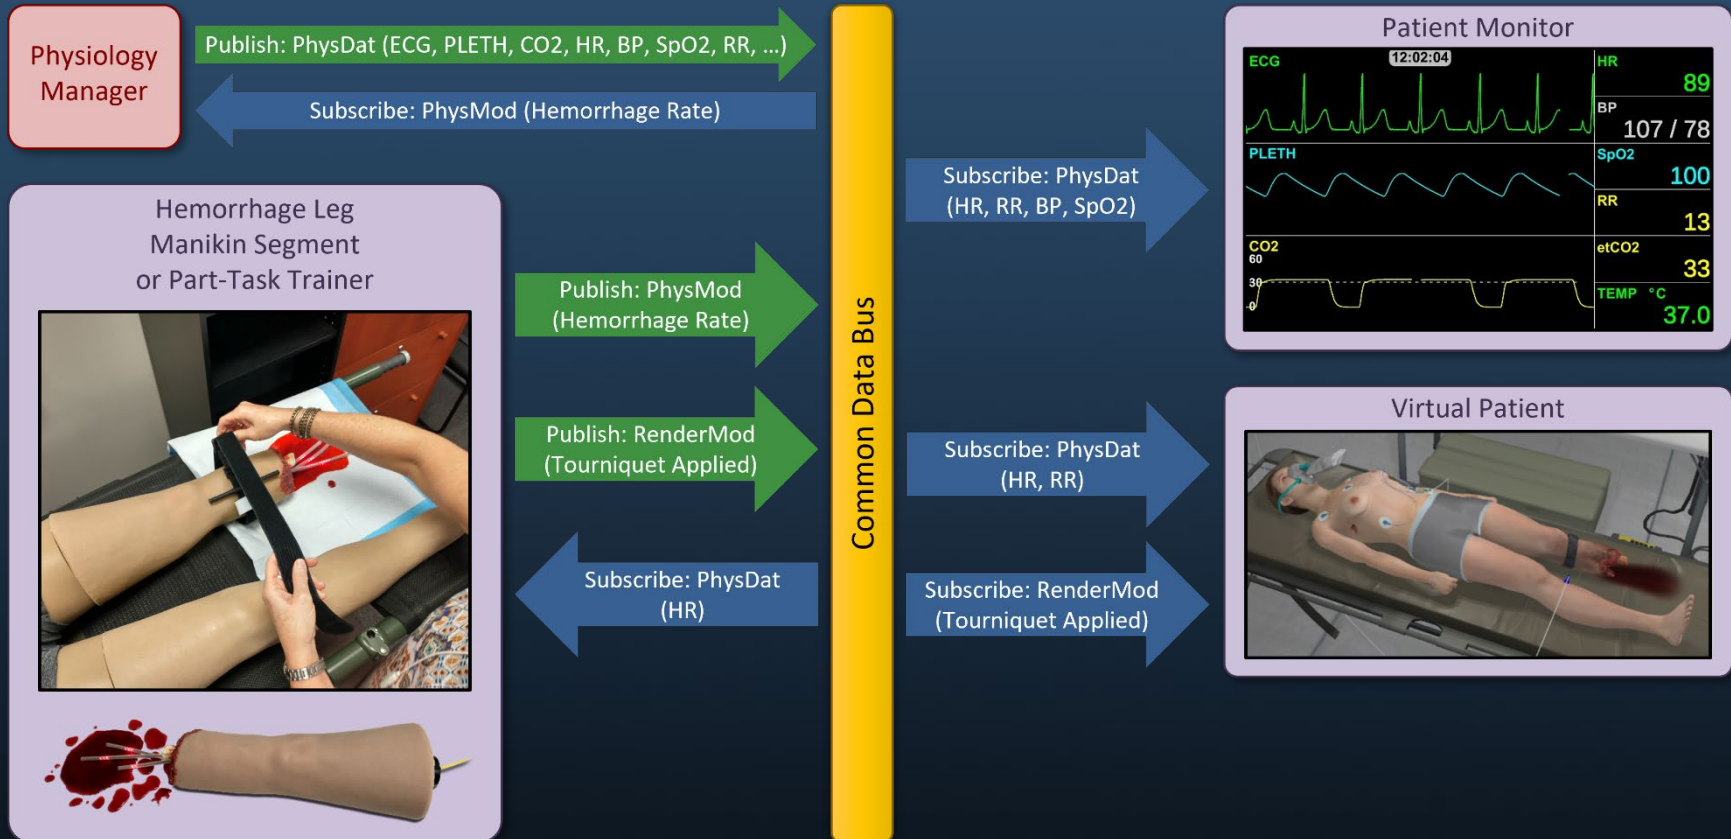 Physiology
Manager
Publish: PhysDat (ECG, PLETH, CO2, HR, BP, SpO2, RR, ...)
Subscribe: PhysMod (Hemorrhage Rate)
Hemorrhage Leg
Manikin Segment
or Part-Task Trainer
Publish: PhysMod
(Hemorrhage Rate)
Publish: RenderMod
(Tourniquet Applied)
Subscribe: PhysDat
(HR)
Common Data Bus
Subscribe: PhysDat
(HR, RR, BP, SpO2)
Subscribe: PhysDat
(HR, RR)
Subscribe: RenderMod
(Tourniquet Applied)
Patient Monitor
ECG
12:02:04
HR
89
BP
107 / 78
PLETH
SpO2
100
RR
13
CO2
60
30
0
etCO2
33
TEMP °C
37.0
Virtual Patient